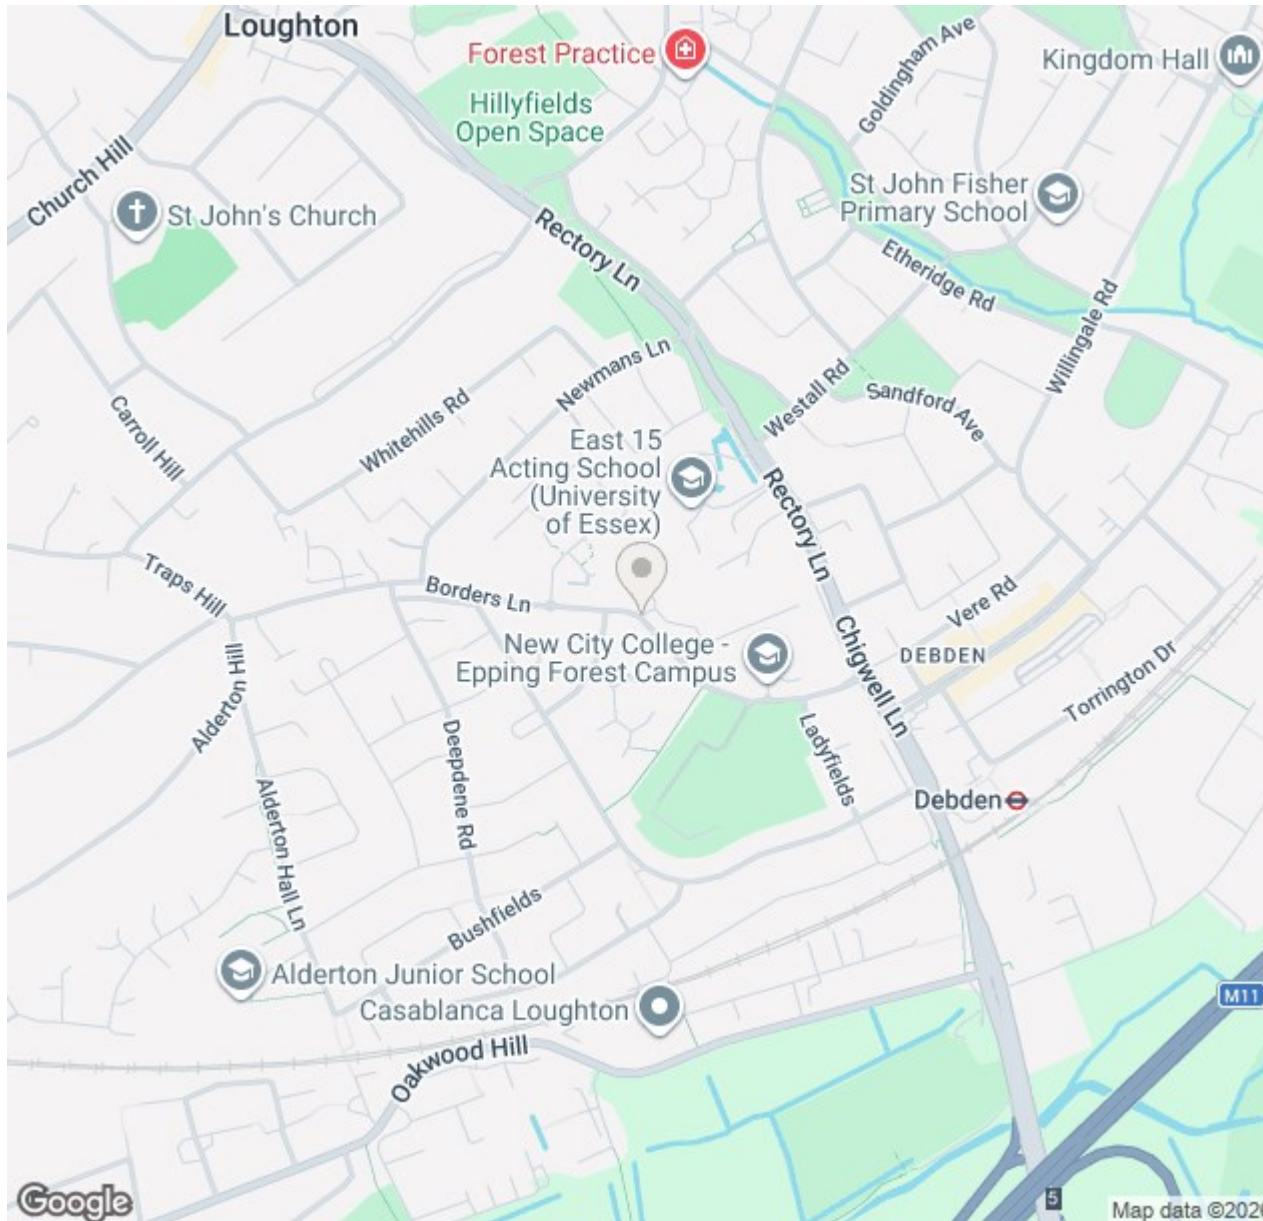 Loughton
Forest Practice
Kingdom Hall
Goldingham Ave
Hillyfields
Open Space
Church Hill
St John's Church
St John Fisher
Primary School
Rectory Ln
Etheridge Rd
Willingale Rd
Newmans Ln
Whitehills Rd
Carroll Hill
Westall Rd
Sandford Ave
East 15
Acting School
(University
of Essex)
Rectory Ln
Traps Hill
Borders Ln
Vere Rd
New City College -
Epping Forest Campus
DEBDEN
Chigwell Ln
Torrington Dr
Alderton Hill
Deepdene Rd
Ladyfields
Alderton Hall Ln
Debden
Bushfields
Alderton Junior School
Casablanca Loughton
M11
Oakwood Hill
5
Google
Map data ©2026